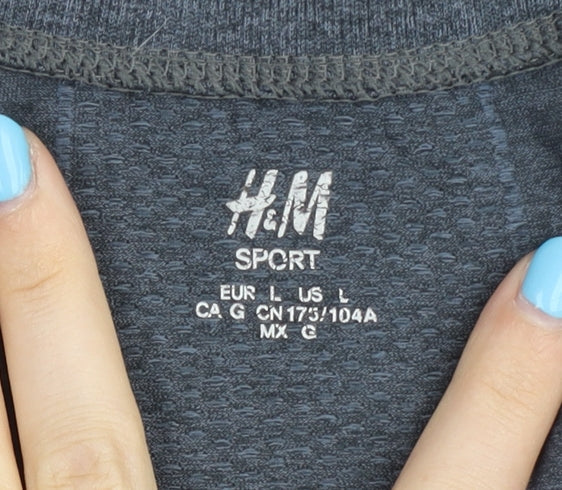 H&M
SPORT
EUR L US L
CA G CN 175/104A
MX G